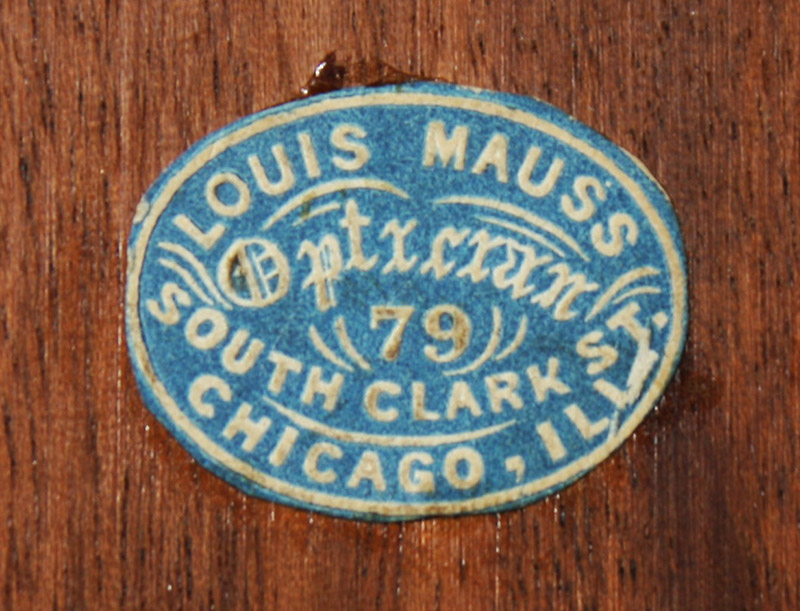 LOUIS MAUSS
Optician
79
SOUTH CLARK ST.
CHICAGO, ILL.